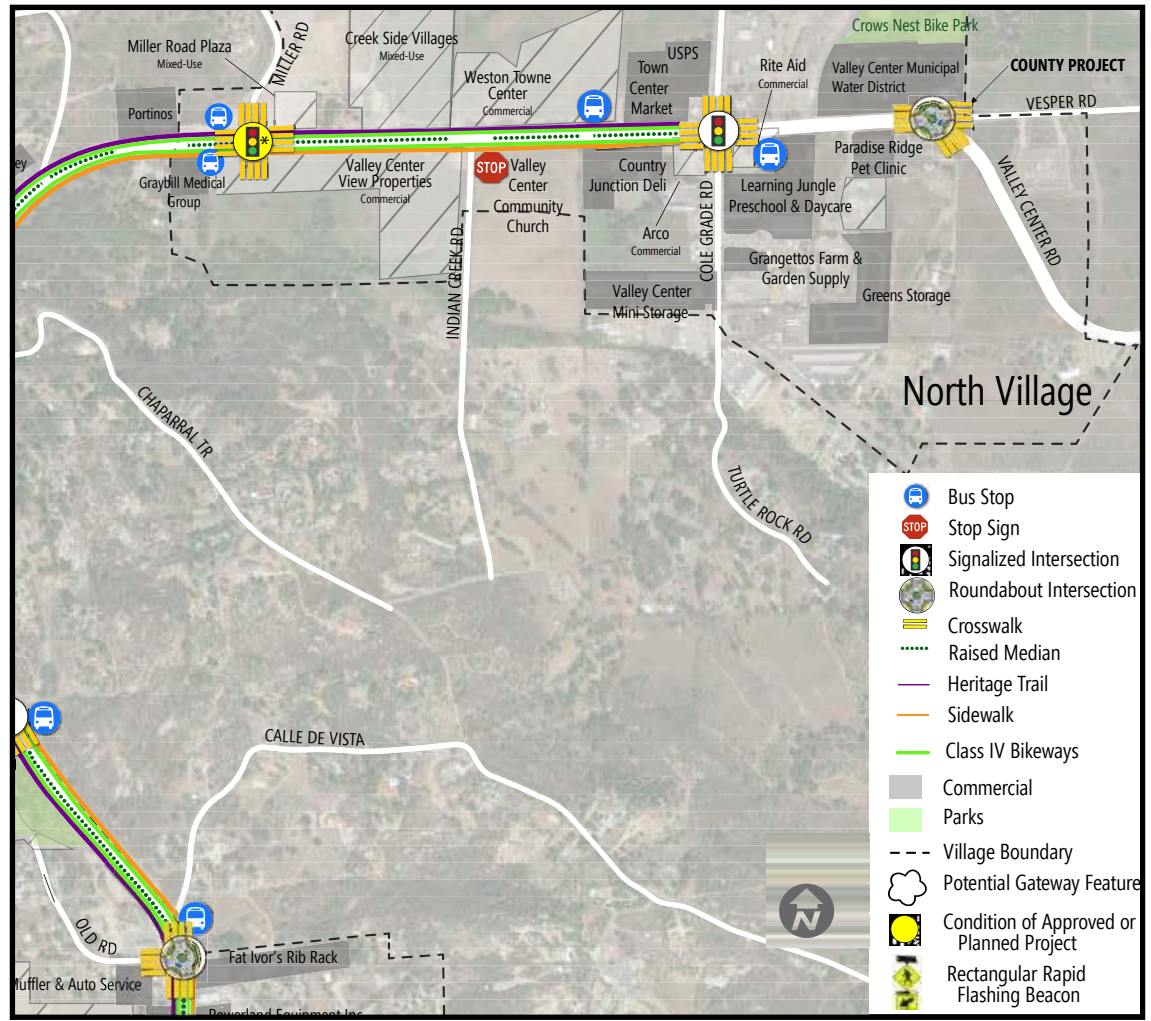 Crows Nest Bike Park
Miller Road Plaza
Mixed-Use
MILLER RD
Creek Side Villages
Mixed-Use
Weston Towne
Center
Commercial
USPS
Town
Center
Market
Rite Aid
Commercial
Valley Center Municipal
Water District
COUNTY PROJECT
VESPER RD
Portinos
ey
Graybill Medical
Group
*
Valley Center
View Properties
Commercial
STOP
Valley
Center
Community
Church
Country
Junction Deli
Arco
Commercial
COLE GRADE RD
Learning Jungle
Preschool & Daycare
Paradise Ridge
Pet Clinic
VALLEY CENTER RD
INDIAN CREEK RD
Grangettos Farm &
Garden Supply
Greens Storage
Valley Center
Mini Storage
North Village
CHAPARRAL TR
TURTLE ROCK RD
CALLE DE VISTA
OLD RD
Fat Ivor's Rib Rack
Muffler & Auto Service
Powerland Equipment Inc
N
Bus Stop
STOP
Stop Sign
Signalized Intersection
Roundabout Intersection
Crosswalk
Raised Median
Heritage Trail
Sidewalk
Class IV Bikeways
Commercial
Parks
Village Boundary
Potential Gateway Feature
Condition of Approved or
Planned Project
Rectangular Rapid
Flashing Beacon